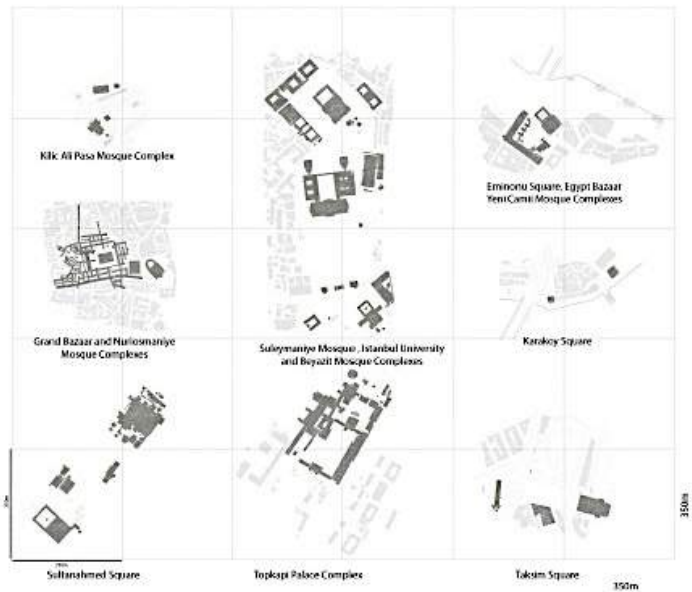 Kilic Ali Pasa Mosque Complex
Eminonu Square, Egypt Bazaar
Yeni Camii Mosque Complexes
Grand Bazaar and Nuriosmaniye
Mosque Complexes
Suleymaniye Mosque , Istanbul University
and Beyazit Mosque Complexes
Karakoy Square
Sultanahmed Square
Topkapi Palace Complex
Taksim Square
350m
350m